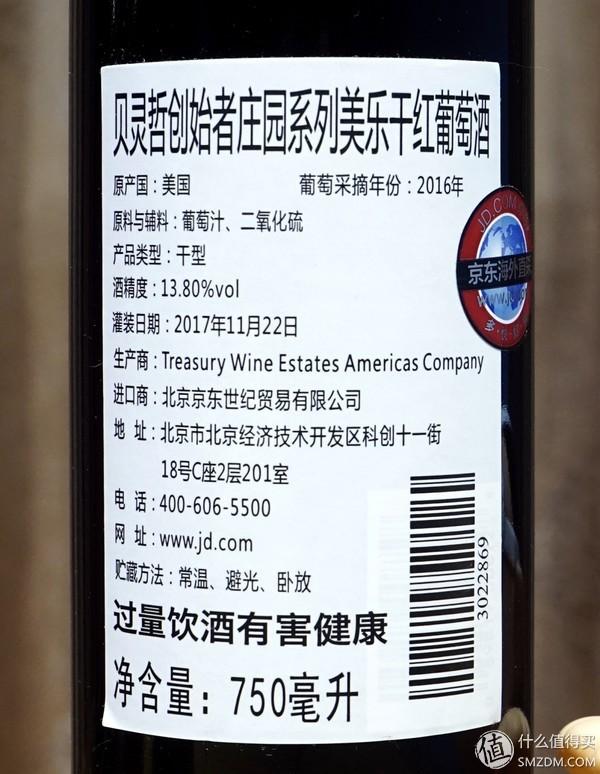 贝灵哲创始者庄园系列美乐干红葡萄酒
原产国：美国 葡萄采摘年份：2016年
原料与辅料：葡萄汁、二氧化硫
产品类型：干型
酒精度：13.80%vol
灌装日期：2017年11月22日
生产商：Treasury Wine Estates Americas Company
进口商：北京京东世纪贸易有限公司
地 址：北京市北京经济技术开发区科创十一街
18号C座2层201室
电 话：400-606-5500
网 址：www.jd.com
贮藏方法：常温、避光、卧放
过量饮酒有害健康
净含量：750毫升
3022869
JD.COM
京东海外直采
值 什么值得买
SMZDM.COM